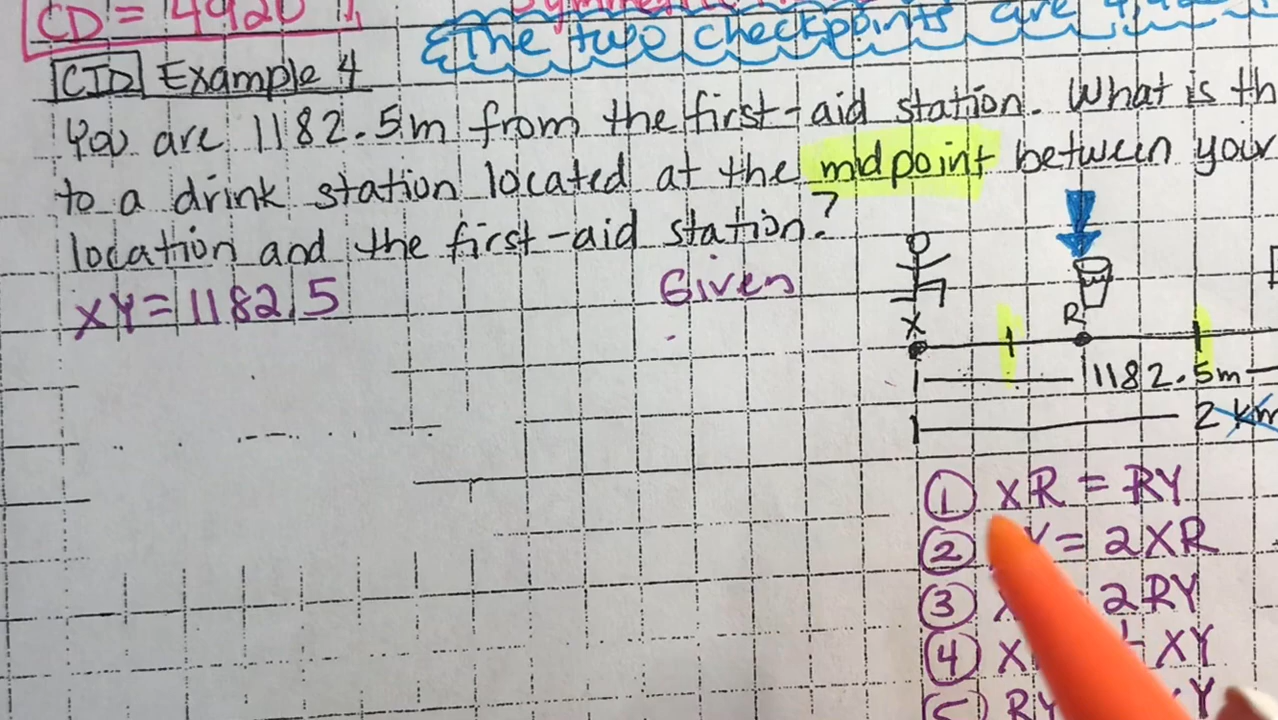 CD = 4920
The two checkpoints are
CID Example 4
You are 1182.5m from the first-aid station. What is th
to a drink station located at the midpoint between your
location and the first-aid station?
XY = 1182.5 Given
X R
1182.5m
2 km
① XR = RY
② Y = 2XR
③ X 2RY
④ X XY
⑤ RY Y